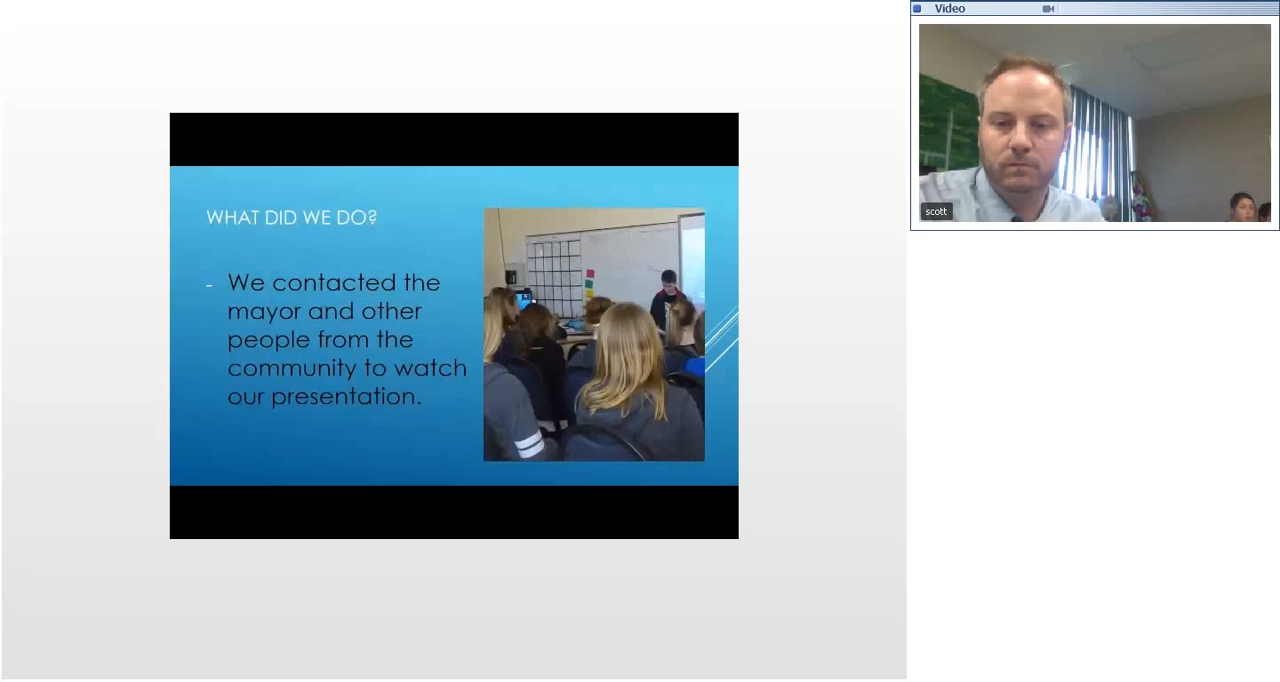 Video
scott
WHAT DID WE DO?
- We contacted the
mayor and other
people from the
community to watch
our presentation.